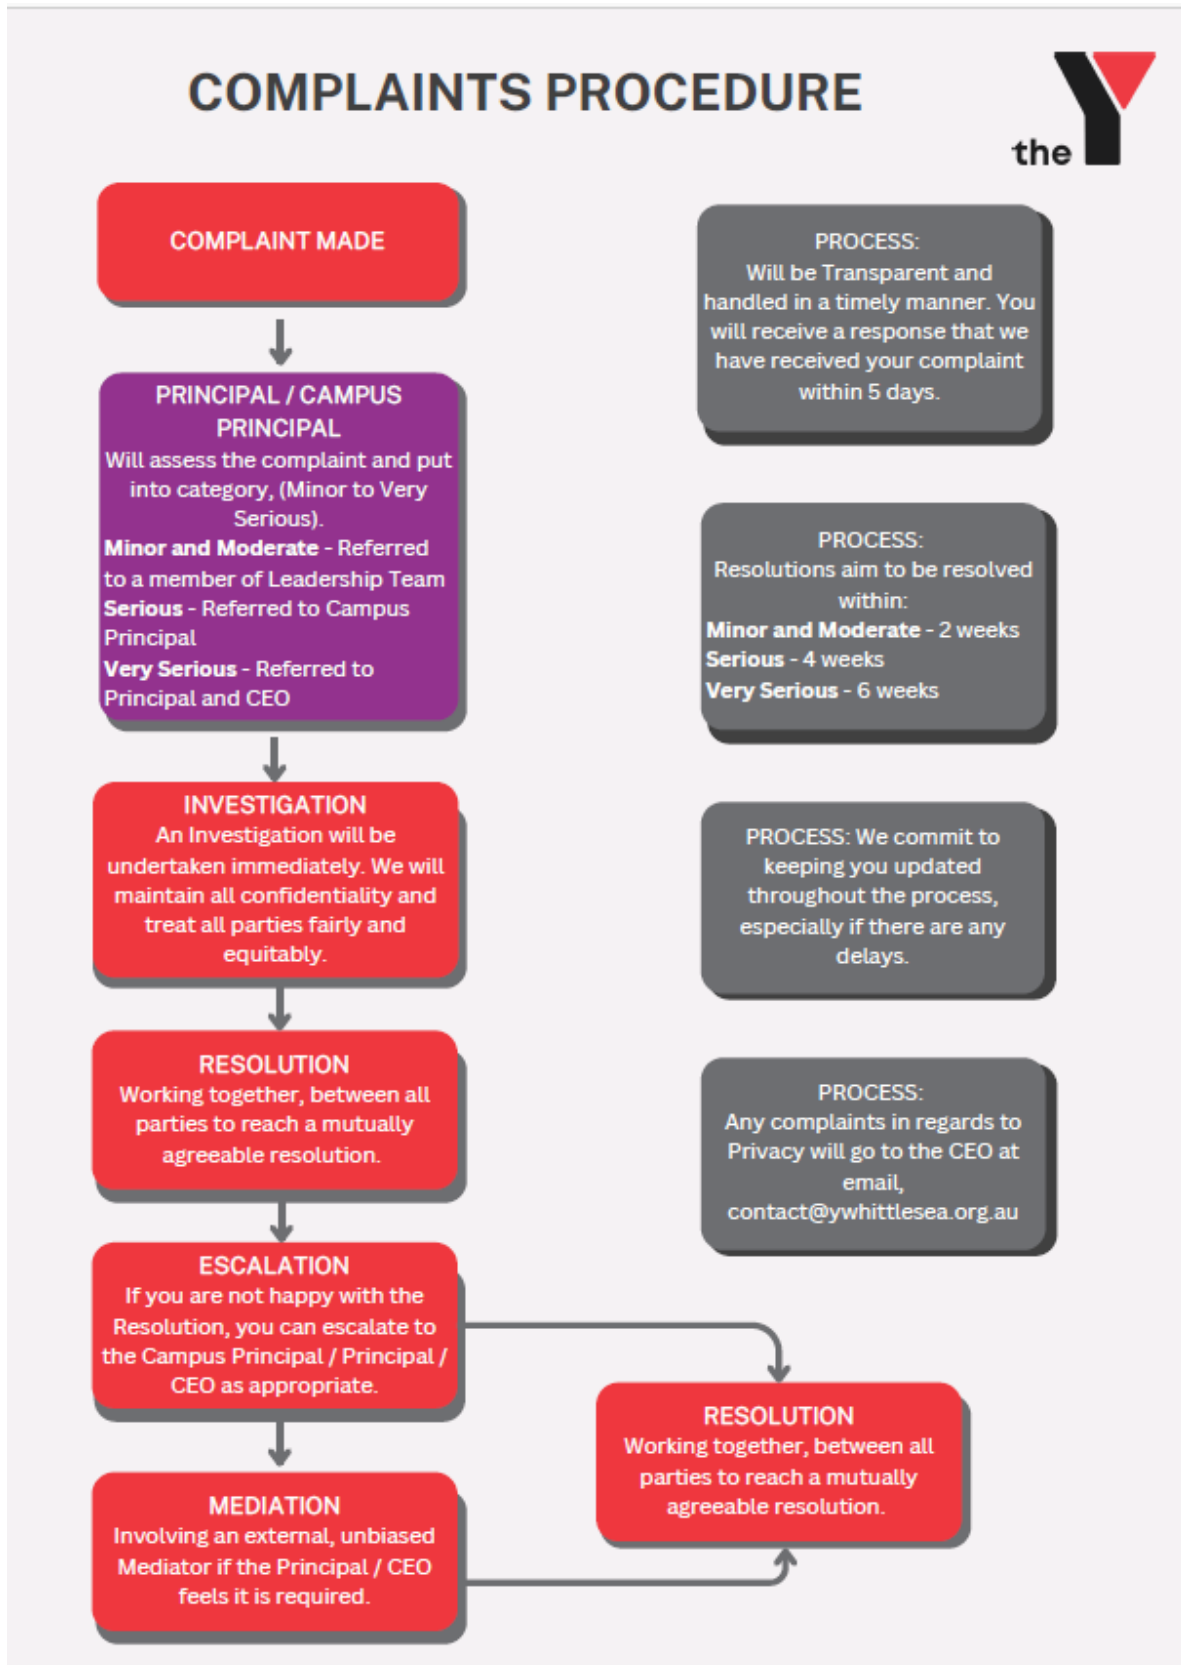 COMPLAINTS PROCEDURE
the Y
COMPLAINT MADE
PRINCIPAL / CAMPUS
PRINCIPAL
Will assess the complaint and put
into category, (Minor to Very
Serious).
Minor and Moderate - Referred
to a member of Leadership Team
Serious - Referred to Campus
Principal
Very Serious - Referred to
Principal and CEO
INVESTIGATION
An Investigation will be
undertaken immediately. We will
maintain all confidentiality and
treat all parties fairly and
equitably.
RESOLUTION
Working together, between all
parties to reach a mutually
agreeable resolution.
ESCALATION
If you are not happy with the
Resolution, you can escalate to
the Campus Principal / Principal /
CEO as appropriate.
MEDIATION
Involving an external, unbiased
Mediator if the Principal / CEO
feels it is required.
PROCESS:
Will be Transparent and
handled in a timely manner. You
will receive a response that we
have received your complaint
within 5 days.
PROCESS:
Resolutions aim to be resolved
within:
Minor and Moderate - 2 weeks
Serious - 4 weeks
Very Serious - 6 weeks
PROCESS: We commit to
keeping you updated
throughout the process,
especially if there are any
delays.
PROCESS:
Any complaints in regards to
Privacy will go to the CEO at
email,
contact@ywhittlesea.org.au
RESOLUTION
Working together, between all
parties to reach a mutually
agreeable resolution.